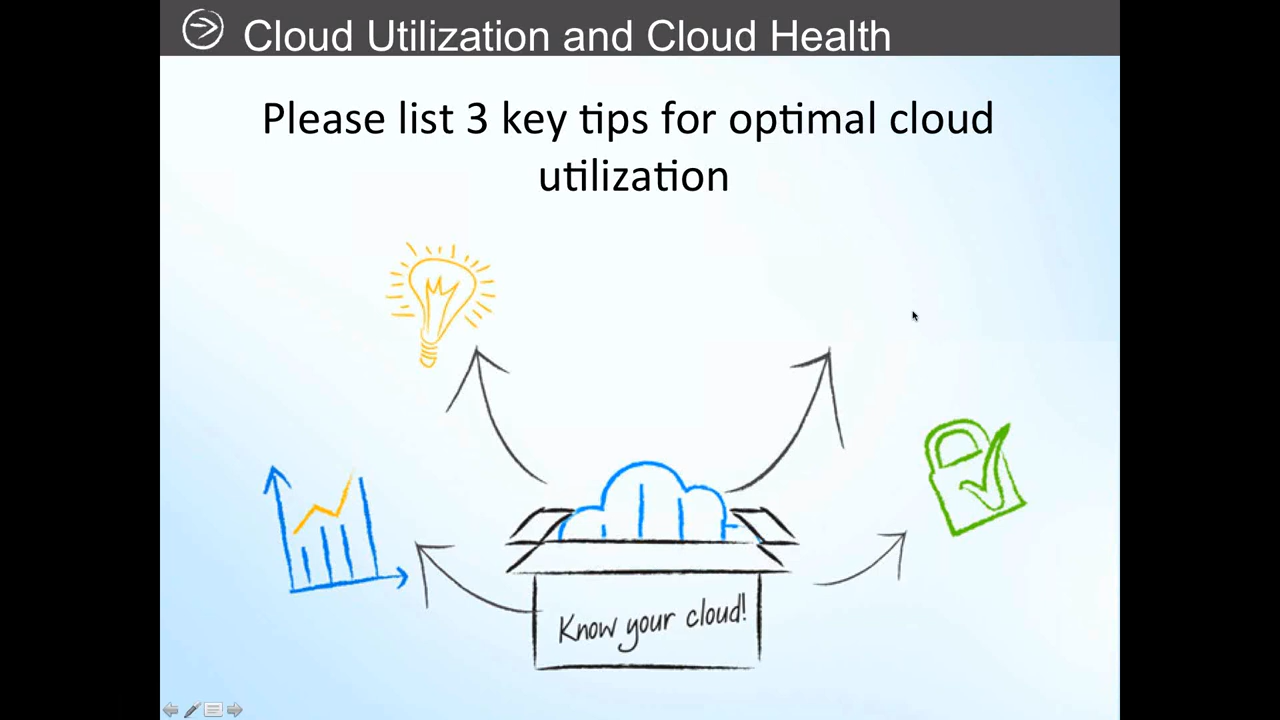 Cloud Utilization and Cloud Health
Please list 3 key tips for optimal cloud
utilization
Know your cloud!